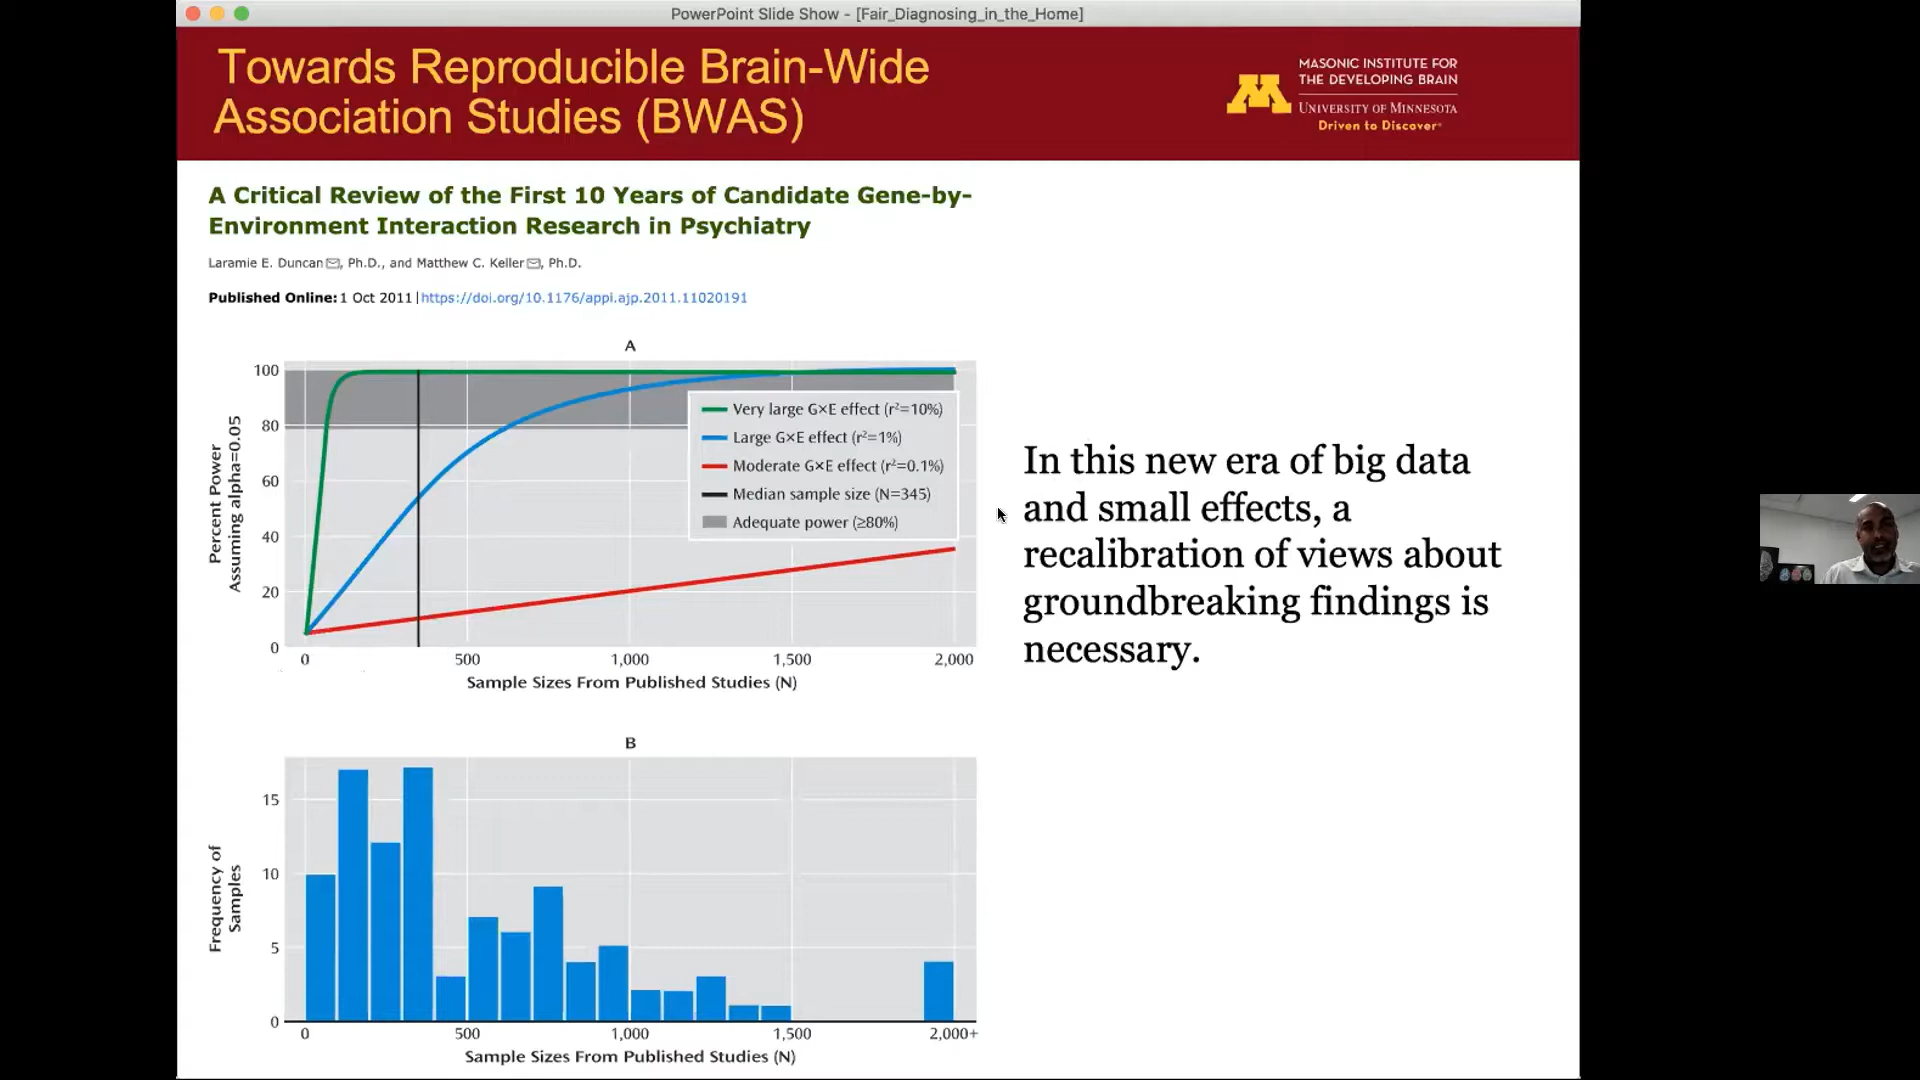 PowerPoint Slide Show - [Fair_Diagnosing_in_the_Home]
Towards Reproducible Brain-Wide
Association Studies (BWAS)
MASONIC INSTITUTE FOR
THE DEVELOPING BRAIN
UNIVERSITY OF MINNESOTA
Driven to Discover
A Critical Review of the First 10 Years of Candidate Gene-by-
Environment Interaction Research in Psychiatry
Laramie E. Duncan, Ph.D., and Matthew C. Keller, Ph.D.
Published Online: 1 Oct 2011 | https://doi.org/10.1176/appi.ajp.2011.11020191
A
Percent Power
Assuming alpha=0.05
100
80
60
40
20
0
Very large G×E effect (r²=10%)
Large G×E effect (r²=1%)
Moderate G×E effect (r²=0.1%)
Median sample size (N=345)
Adequate power (≥80%)
0 500 1,000 1,500 2,000
Sample Sizes From Published Studies (N)
In this new era of big data
and small effects, a
recalibration of views about
groundbreaking findings is
necessary.
B
Frequency of
Samples
15
10
5
0
0 500 1,000 1,500 2,000+
Sample Sizes From Published Studies (N)